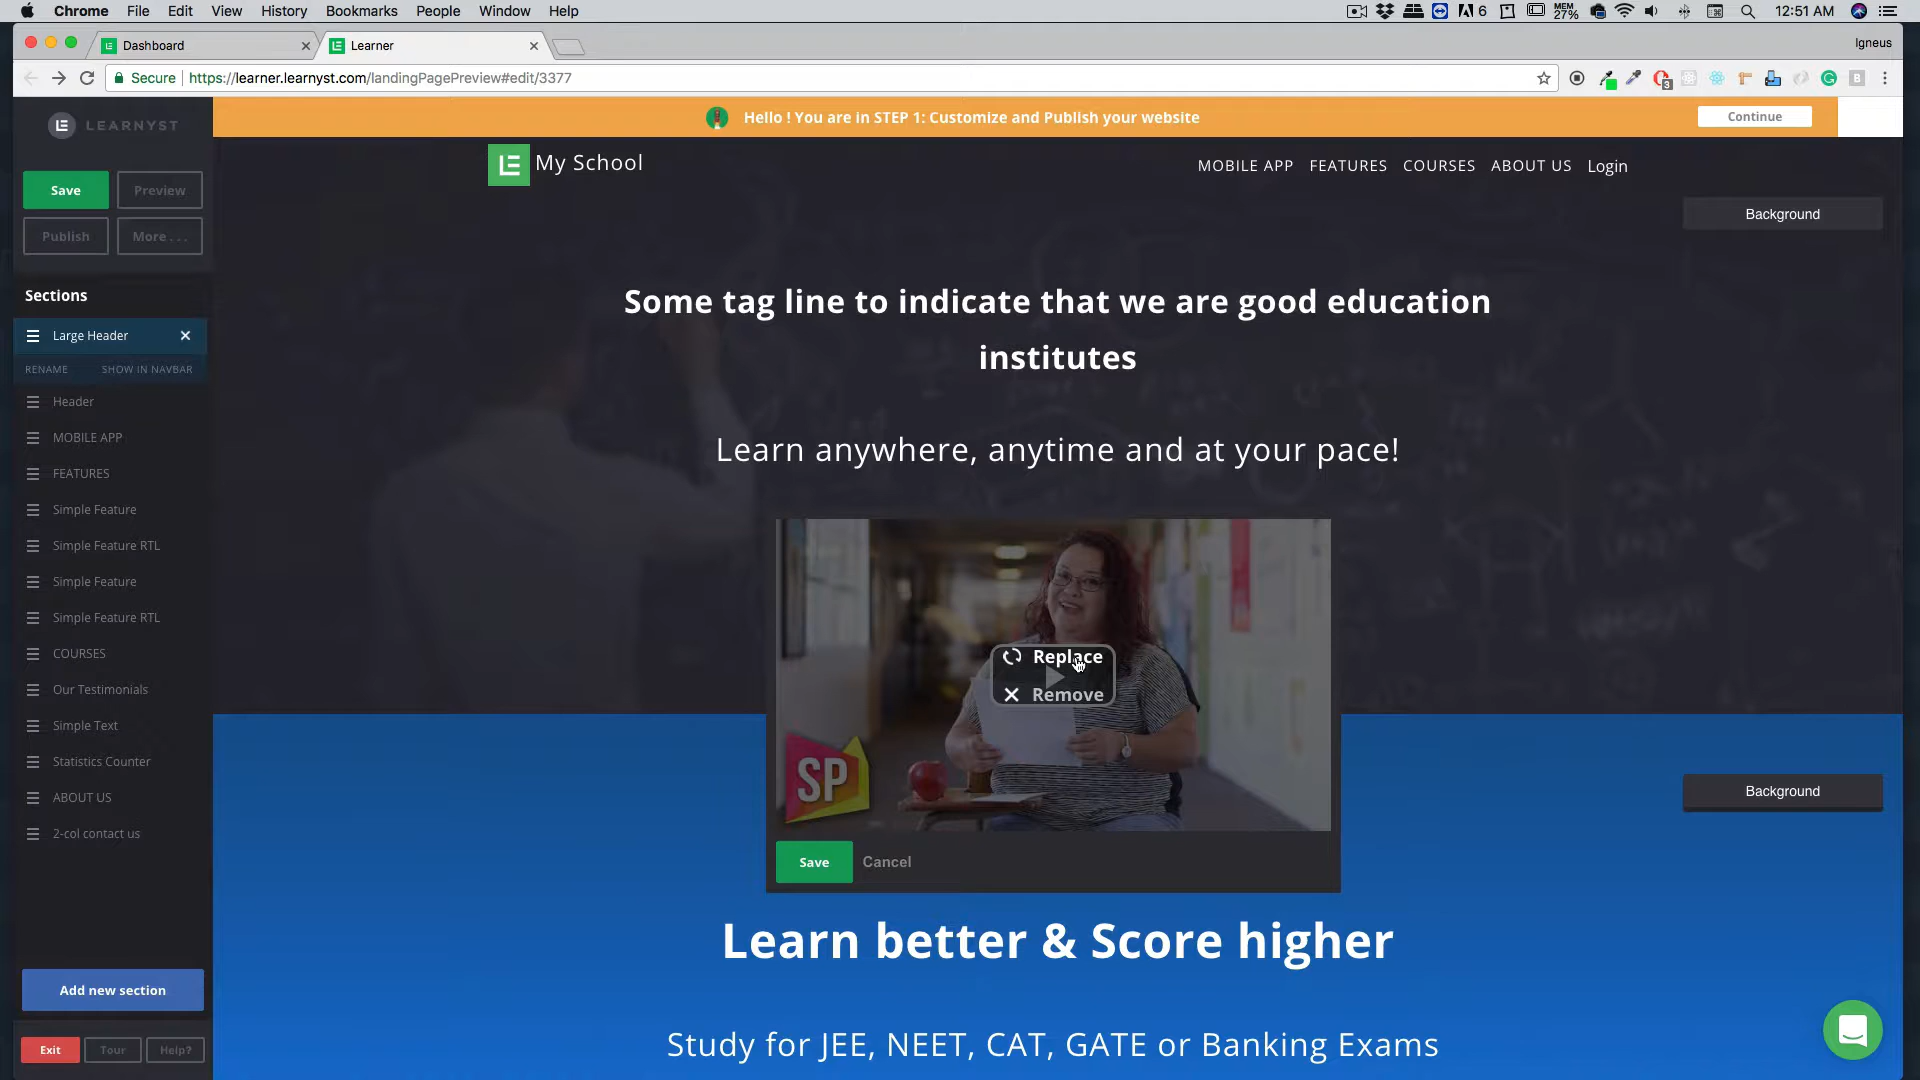 Chrome File Edit View History Bookmarks People Window Help
6 MEM 27% 12:51 AM
Dashboard
Learner
Igneus
Secure https://learner.learnyst.com/landingPagePreview#edit/3377
3
LEARNYST
Hello ! You are in STEP 1: Customize and Publish your website
Continue
My School
MOBILE APP FEATURES COURSES ABOUT US Login
Save
Preview
Publish
More . . .
Background
Sections
Large Header
RENAME SHOW IN NAVBAR
Header
MOBILE APP
FEATURES
Simple Feature
Simple Feature RTL
Simple Feature
Simple Feature RTL
COURSES
Our Testimonials
Simple Text
Statistics Counter
ABOUT US
2-col contact us
Add new section
Exit
Tour
Help?
Some tag line to indicate that we are good education
institutes
Learn anywhere, anytime and at your pace!
Replace
Remove
SP
Save
Cancel
Background
Learn better & Score higher
Study for JEE, NEET, CAT, GATE or Banking Exams